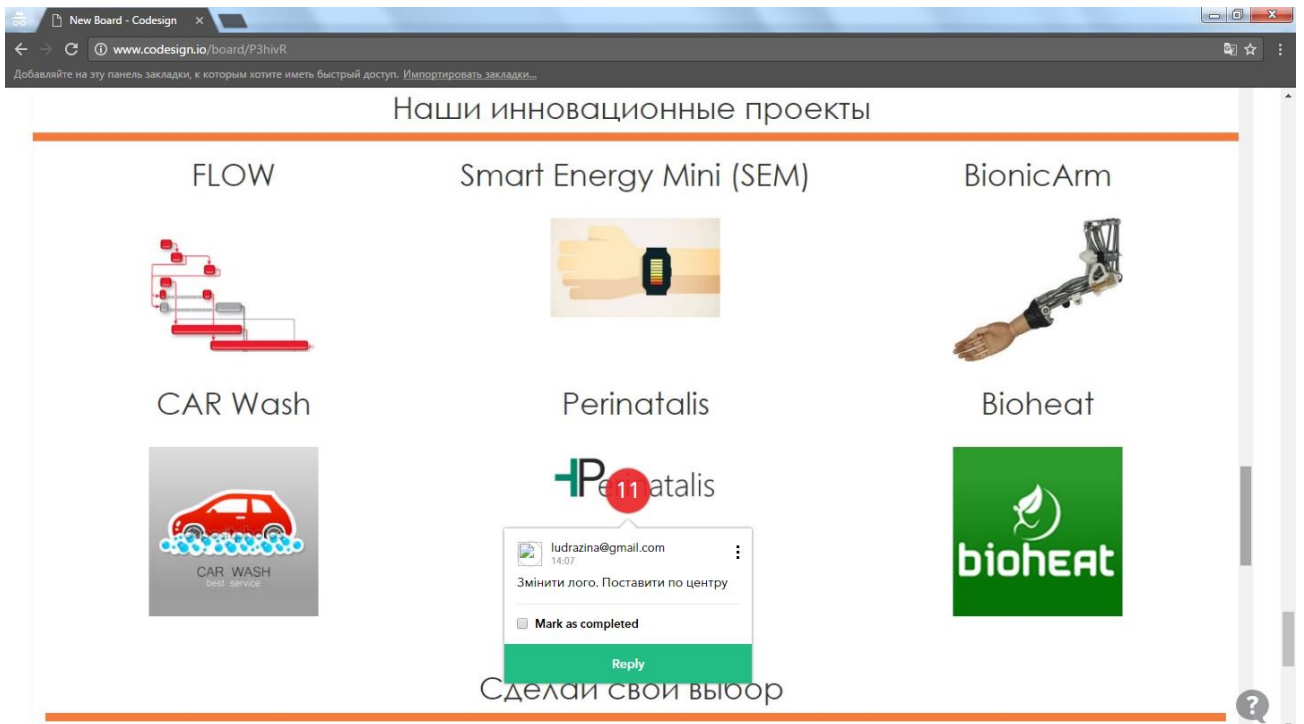 New Board - Codesign
www.codesign.io/board/P3hivR
Добавляйте на эту панель закладки, к которым хотите иметь быстрый доступ. Импортировать закладки...
Наши инновационные проекты
FLOW
Smart Energy Mini (SEM)
BionicArm
CAR Wash
Perinatalis
Bioheat
CAR WASH
best service
11
ludrazina@gmail.com
14:07
Змінити лого. Поставити по центру
Mark as completed
Reply
bioheat
Сделай свой выбор
?